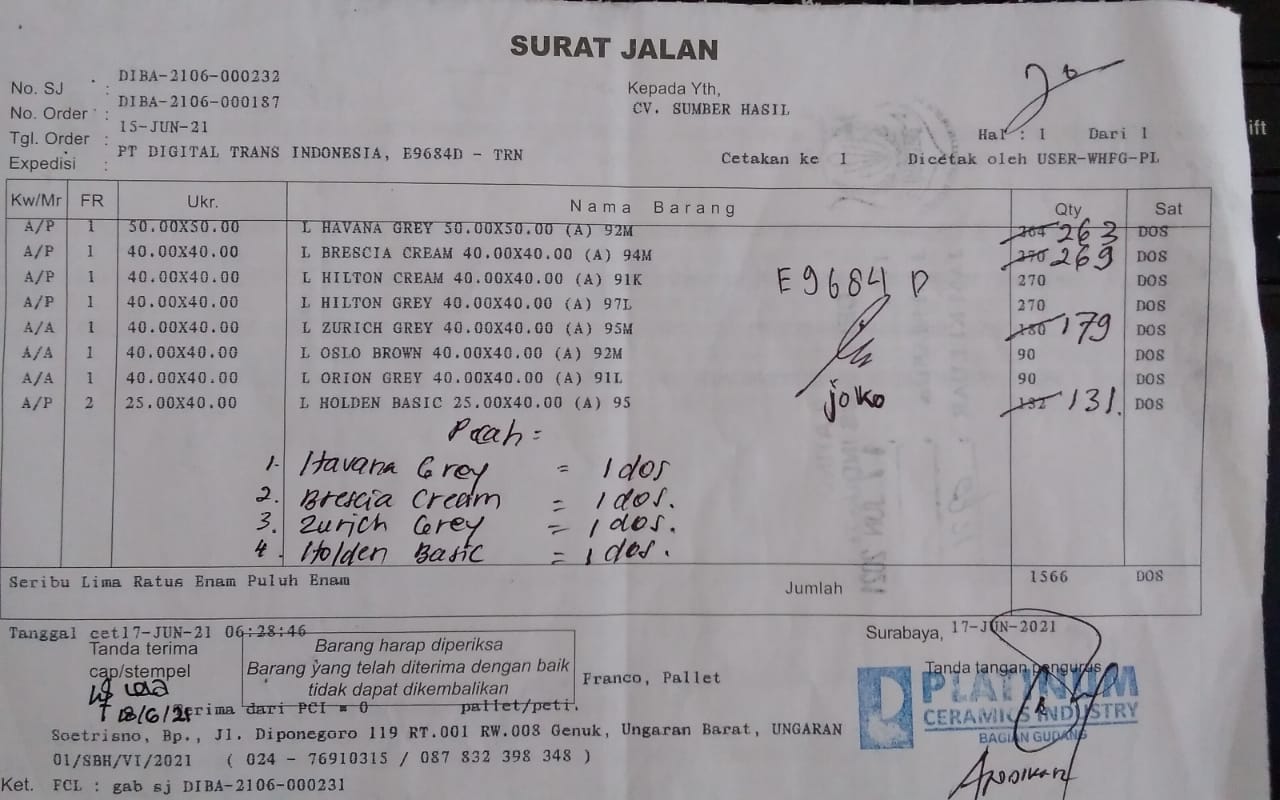 SURAT JALAN
No. SJ : DIBA-2106-000232
No. Order : DIBA-2106-000187
Tgl. Order : 15-JUN-21
Expedisi : PT DIGITAL TRANS INDONESIA, E9684D - TRN
Kepada Yth,
CV. SUMBER HASIL
Hal : 1 Dari 1
Cetakan ke 1 Dicetak oleh USER-WHFG-PL
Kw/Mr FR Ukr. Nama Barang Qty Sat
A/P 1 50.00X50.00 L HAVANA GREY 50.00X50.00 (A) 92M 264 263 DOS
A/P 1 40.00X40.00 L BRESCIA CREAM 40.00X40.00 (A) 94M 270 269 DOS
A/P 1 40.00X40.00 L HILTON CREAM 40.00X40.00 (A) 91K 270 DOS
A/P 1 40.00X40.00 L HILTON GREY 40.00X40.00 (A) 97L 270 DOS
A/A 1 40.00X40.00 L ZURICH GREY 40.00X40.00 (A) 95M 180 179 DOS
A/A 1 40.00X40.00 L OSLO BROWN 40.00X40.00 (A) 92M 90 DOS
A/A 1 40.00X40.00 L ORION GREY 40.00X40.00 (A) 91L 90 DOS
A/P 2 25.00X40.00 L HOLDEN BASIC 25.00X40.00 (A) 95 132 131. DOS
E9684 D
joko
Pecah =
1. Havana Grey = 1 dos
2. Brescia Cream = 1 dos.
3. Zurich Grey = 1 dos.
4. Holden Basic = 1 dos.
Seribu Lima Ratus Enam Puluh Enam
Jumlah 1566 DOS
Tanggal cet17-JUN-21 06:28:46
Tanda terima
cap/stempel
18/6/21
Barang harap diperiksa
Barang yang telah diterima dengan baik
tidak dapat dikembalikan
Franco, Pallet
Surabaya, 17-JUN-2021
Tanda tangan pengurus
PLATINUM
CERAMICS INDUSTRY
BAGIAN GUDANG
Terima dari PCI = 0 pallet/peti.
Soetrisno, Bp., Jl. Diponegoro 119 RT.001 RW.008 Genuk, Ungaran Barat, UNGARAN
01/SBH/VI/2021 ( 024 - 76910315 / 087 832 398 348 )
Ket. FCL : gab sj DIBA-2106-000231
ift